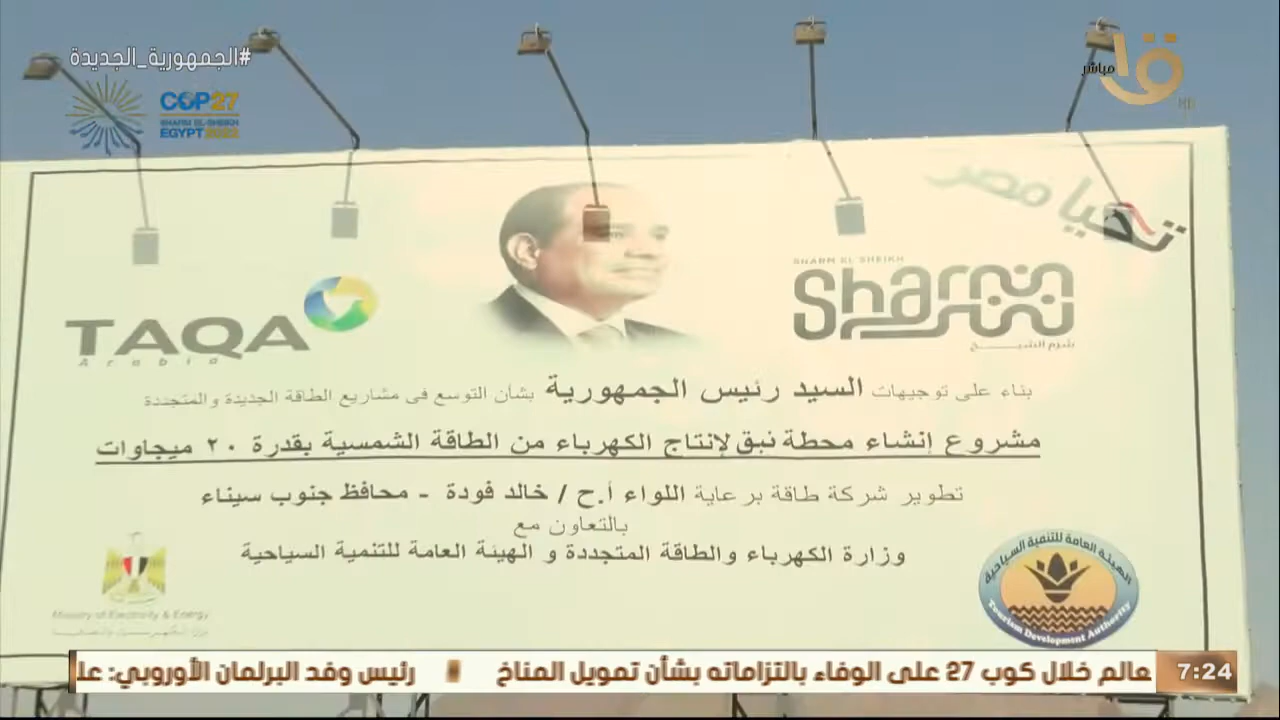 #الجمهورية_الجديدة
مباشر
HD
COP27
SHARM EL-SHEIKH
EGYPT 2022
تحيا مصر
TAQA
Arabia
SHARM EL SHEIKH
Sharm
شرم الشيخ
بناء على توجيهات السيد رئيس الجمهورية بشأن التوسع فى مشاريع الطاقة الجديدة والمتجددة
مشروع إنشاء محطة نبق لإنتاج الكهرباء من الطاقة الشمسية بقدرة ٢٠ ميجاوات
تطوير شركة طاقة برعاية اللواء أ.ح / خالد فودة - محافظ جنوب سيناء
بالتعاون مع
وزارة الكهرباء والطاقة المتجددة و الهيئة العامة للتنمية السياحية
Ministry of Electricity & Energy
الهيئة العامة للتنمية السياحية
Tourism Development Authority
عالم خلال كوب 27 على الوفاء بالتزاماته بشأن تمويل المناخ
رئيس وفد البرلمان الأوروبي: علـ
7:24